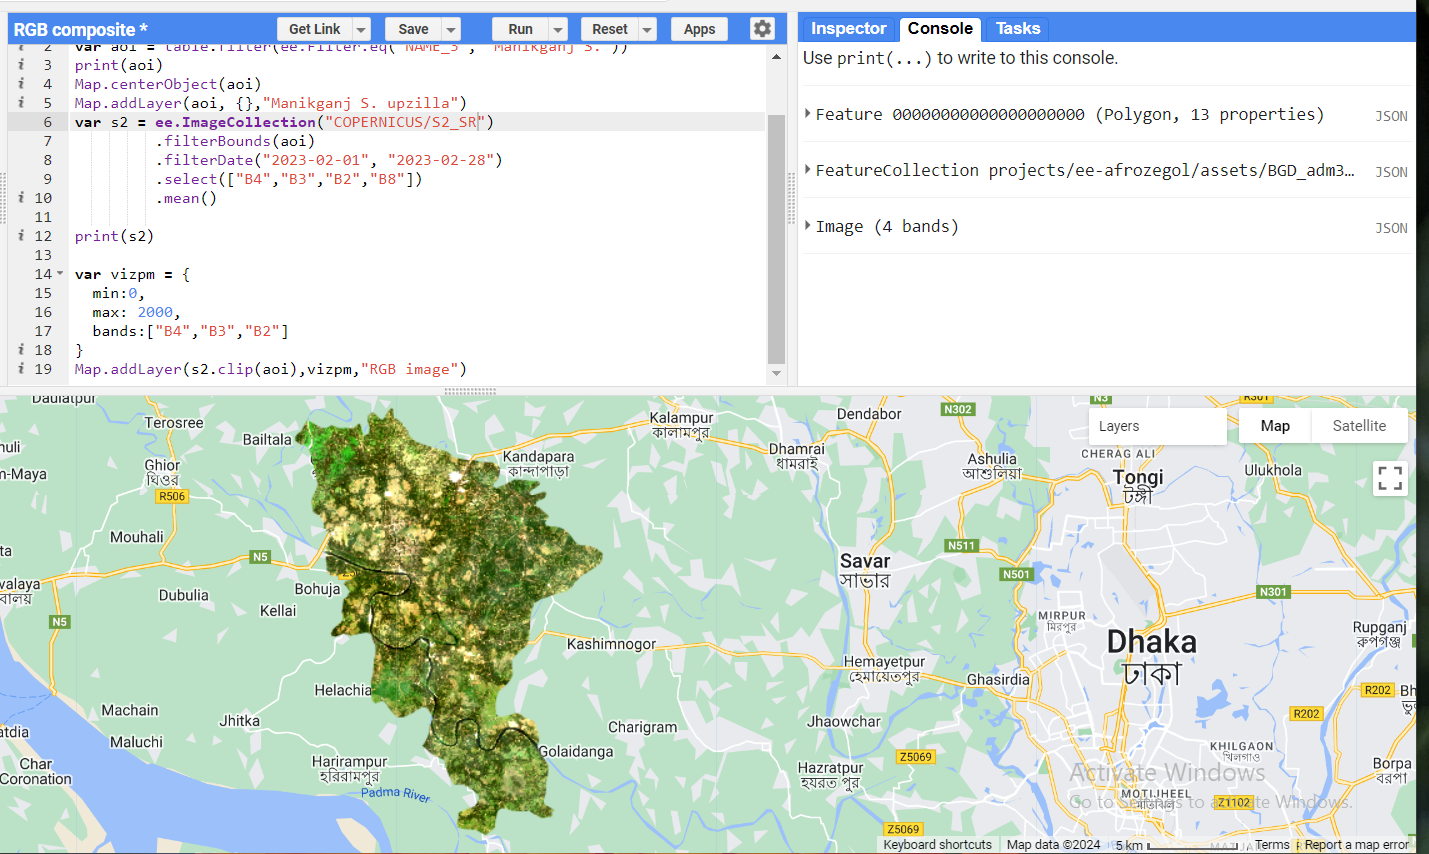 RGB composite *
Get Link
Save
Run
Reset
Apps
Inspector
Console
Tasks
2 var aoi = table.filter(ee.Filter.eq("NAME_3", "Manikganj S."))
3 print(aoi)
4 Map.centerObject(aoi)
5 Map.addLayer(aoi, {},"Manikganj S. upzilla")
6 var s2 = ee.ImageCollection("COPERNICUS/S2_SR")
7 .filterBounds(aoi)
8 .filterDate("2023-02-01", "2023-02-28")
9 .select(["B4","B3","B2","B8"])
10 .mean()
11
12 print(s2)
13
14 var vizpm = {
15 min:0,
16 max: 2000,
17 bands:["B4","B3","B2"]
18 }
19 Map.addLayer(s2.clip(aoi),vizpm,"RGB image")
Use print(...) to write to this console.
Feature 00000000000000000000 (Polygon, 13 properties)
JSON
FeatureCollection projects/ee-afrozegol/assets/BGD_adm3…
JSON
Image (4 bands)
JSON
Daulatpur
Terosree
Bailtala
Kalampur
কালামপুর
Dendabor
N302
N3
R301
Layers
Map
Satellite
Ghior
ঘিওর
R506
Kandapara
কান্দাপাড়া
Dhamrai
ধামরাই
Ashulia
আশুলিয়া
CHERAG ALI
Tongi
টঙ্গী
Ulukhola
n-Maya
Mouhali
N5
N511
N501
N301
Savar
সাভার
Dubulia
Bohuja
Kellai
N5
Kashimnogor
MIRPUR
মিরপুর
Dhaka
ঢাকা
Rupganj
রুপগঞ্জ
Hemayetpur
হেমায়েতপুর
Ghasirdia
Helachia
R202
Machain
Jhitka
Charigram
Jhaowchar
R202
Maluchi
Golaidanga
Z5069
KHILGAON
খিলগাও
Char
Coronation
Harirampur
হরিরামপুর
Hazratpur
হযরত পুর
Borpa
বরপা
Padma River
Activate Windows
Go to Settings to activate Windows.
MOTIJHEEL
মতিঝিল
Z1102
Z5069
Keyboard shortcuts
Map data ©2024
5 km
Terms
Report a map error